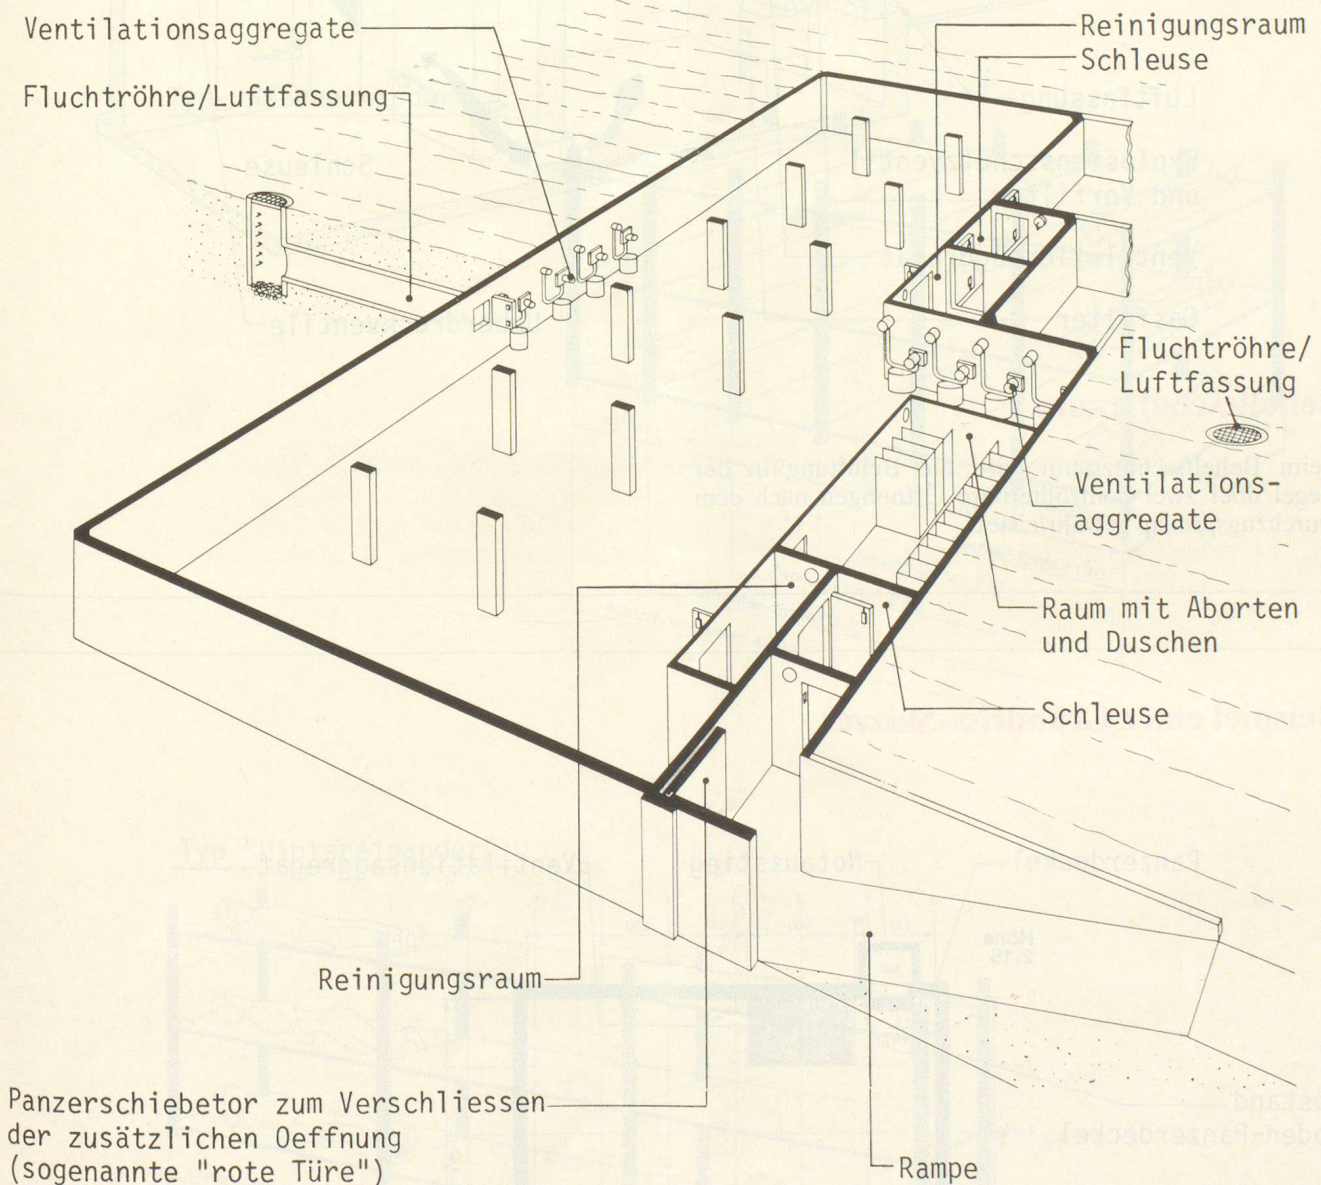 Ventilationsaggregate
Fluchtröhre/Luftfassung
Reinigungsraum
Schleuse
Fluchtröhre/
Luftfassung
Ventilations-
aggregate
Raum mit Aborten
und Duschen
Schleuse
Reinigungsraum
Panzerschiebetor zum Verschliessen
der zusätzlichen Oeffnung
(sogenannte "rote Türe")
Rampe